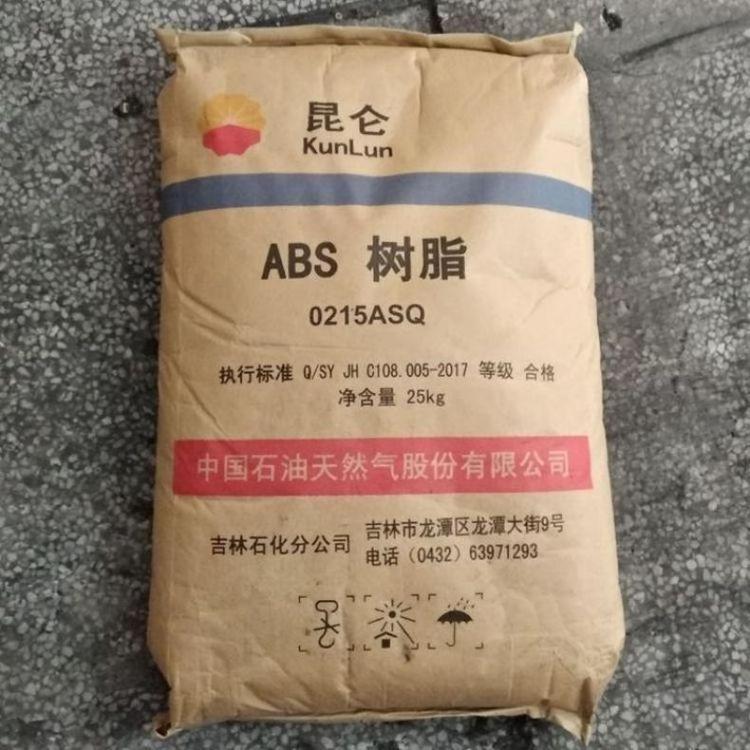 昆仑
KunLun
ABS 树脂
0215ASQ
执行标准 Q/SY JH C108.005-2017 等级 合格
净含量 25kg
中国石油天然气股份有限公司
吉林石化分公司
吉林市龙潭区龙潭大街9号
电话（0432）63971293